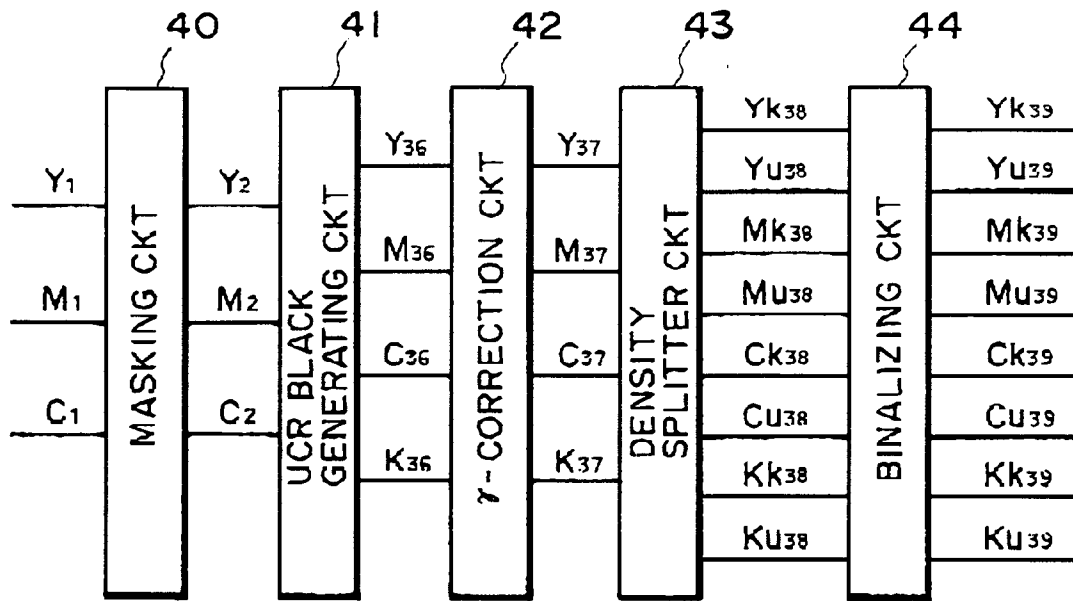 40
41
42
43
44
Y1
M1
C1
MASKING CKT
Y2
M2
C2
UCR BLACK
GENERATING CKT
Y36
M36
C36
K36
γ-CORRECTION CKT
Y37
M37
C37
K37
DENSITY
SPLITTER CKT
Yk38
Yu38
Mk38
Mu38
Ck38
Cu38
Kk38
Ku38
BINALIZING CKT
Yk39
Yu39
Mk39
Mu39
Ck39
Cu39
Kk39
Ku39